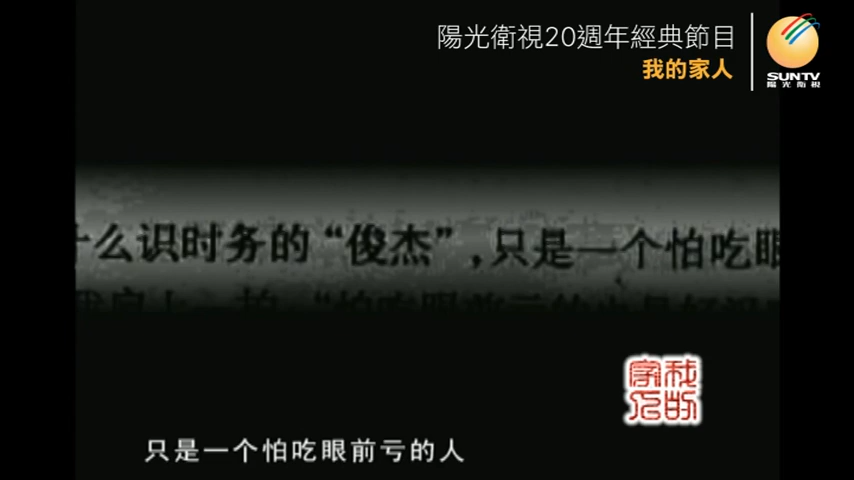 陽光衛視20週年經典節目
我的家人
SUNTV
陽光衛視
什么识时务的“俊杰”,只是一个怕吃眼
我的家人
只是一个怕吃眼前亏的人